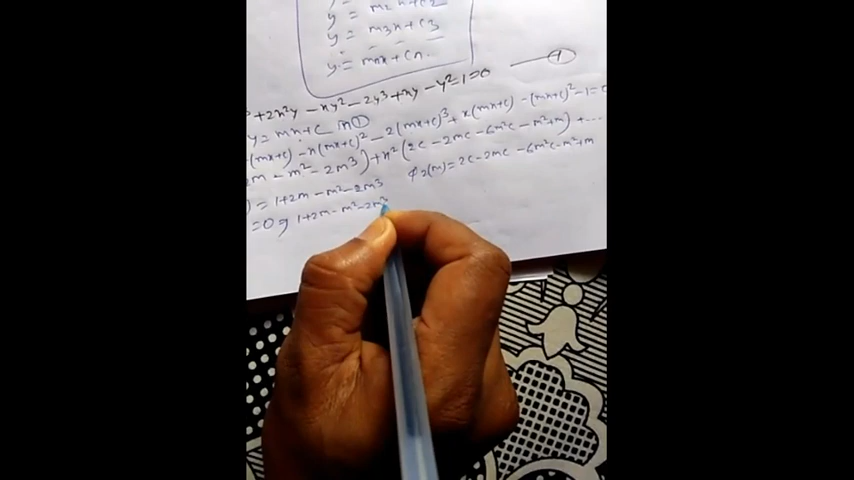 y = m2x + C2
y = m3x + C3
y = mnx + Cn.
+ 2x²y - xy² - 2y³ + xy - y² - 1 = 0 — ①
y = mx + C in ①
(mx+c) - x(mx+c)² - 2(mx+c)³ + x(mx+c) - (mx+c)² - 1 = 0
2m - m² - 2m³) + x²(2c - 2mc - 6m²c - m² + m) + ...
) = 1+2m - m² - 2m³ φ2(m) = 2c - 2mc - 6m²c - m² + m
= 0 ⇒ 1+2m - m² - 2m³